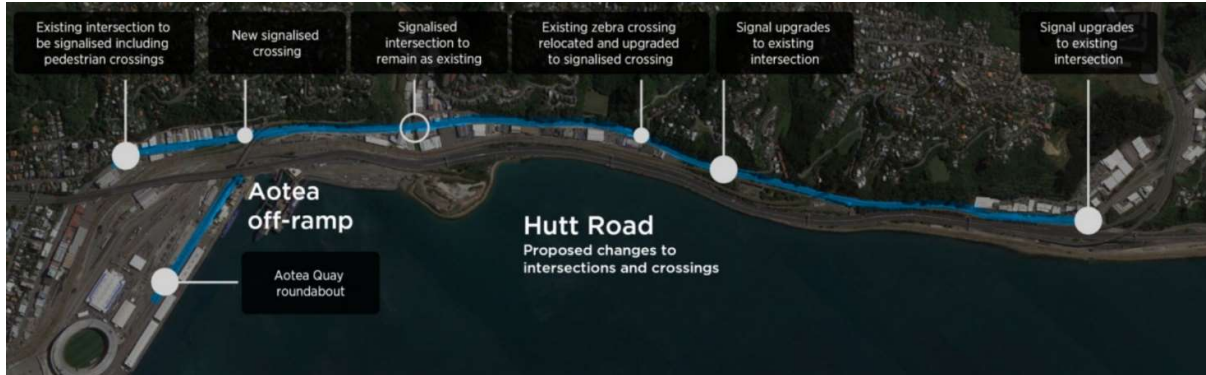 Existing intersection to
be signalised including
pedestrian crossings
New signalised
crossing
Signalised
intersection to
remain as existing
Existing zebra crossing
relocated and upgraded
to signalised crossing
Signal upgrades
to existing
intersection
Signal upgrades
to existing
intersection
Aotea
off-ramp
Hutt Road
Proposed changes to
intersections and crossings
Aotea Quay
roundabout